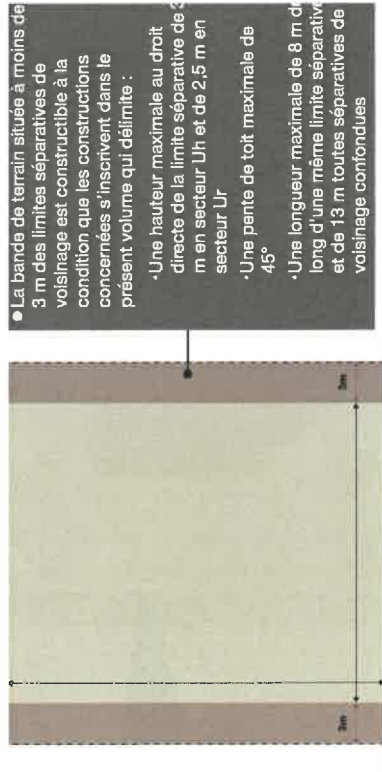 ● La bande de terrain située à moins de
3 m des limites séparatives de
voisinage est constructible à la
condition que les constructions
concernées s'inscrivent dans le
présent volume qui délimite :
•Une hauteur maximale au droit
directe de la limite séparative de 3
m en secteur Uh et de 2,5 m en
secteur Ur
•Une pente de toit maximale de
45°
•Une longueur maximale de 8 m de
long d'une même limite séparative
et de 13 m toutes séparatives de
voisinage confondues
3m
3m